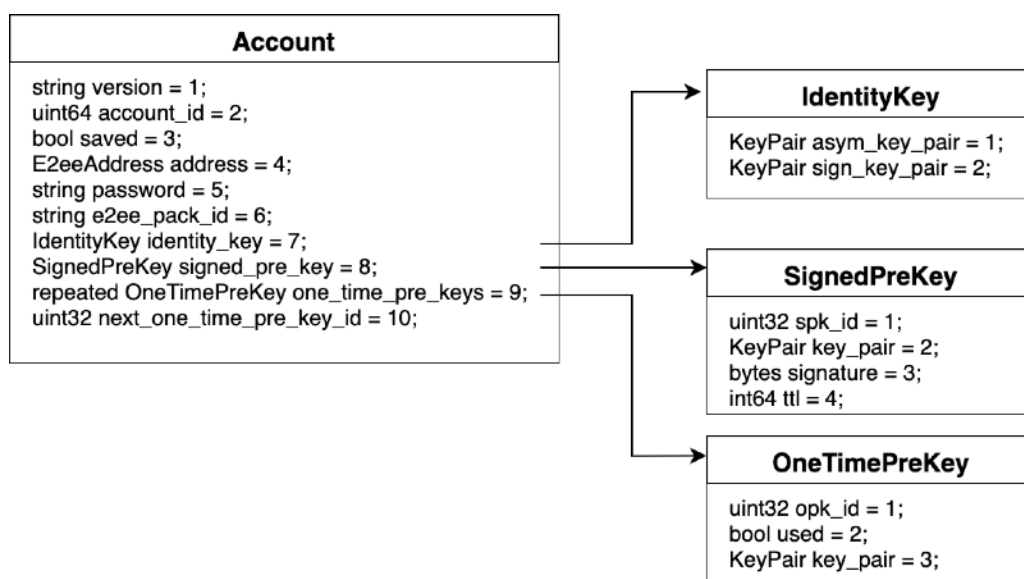 Account
string version = 1;
uint64 account_id = 2;
bool saved = 3;
E2eeAddress address = 4;
string password = 5;
string e2ee_pack_id = 6;
IdentityKey identity_key = 7;
SignedPreKey signed_pre_key = 8;
repeated OneTimePreKey one_time_pre_keys = 9;
uint32 next_one_time_pre_key_id = 10;
IdentityKey
KeyPair asym_key_pair = 1;
KeyPair sign_key_pair = 2;
SignedPreKey
uint32 spk_id = 1;
KeyPair key_pair = 2;
bytes signature = 3;
int64 ttl = 4;
OneTimePreKey
uint32 opk_id = 1;
bool used = 2;
KeyPair key_pair = 3;